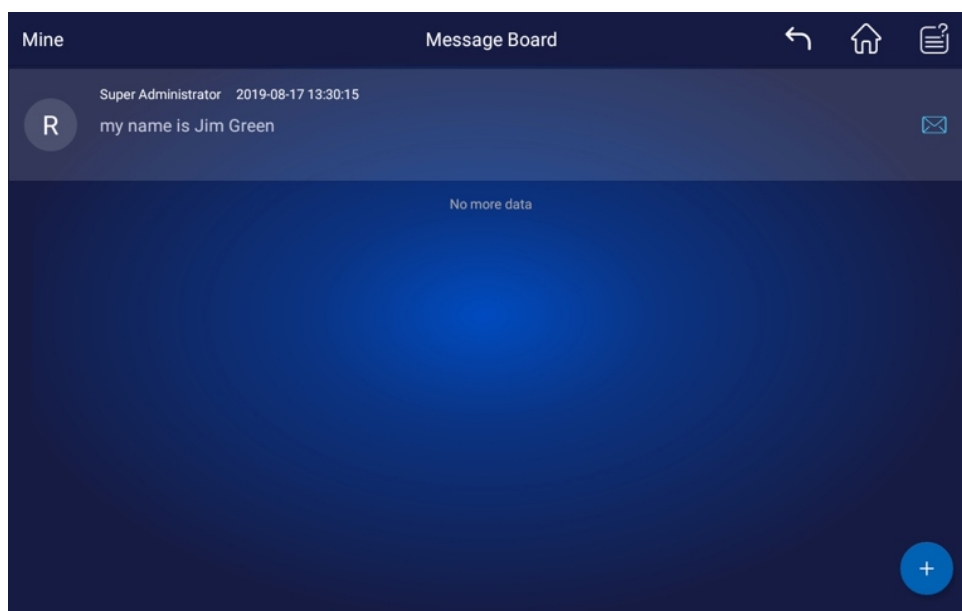 Mine
Message Board
Super Administrator 2019-08-17 13:30:15
R
my name is Jim Green
No more data
+